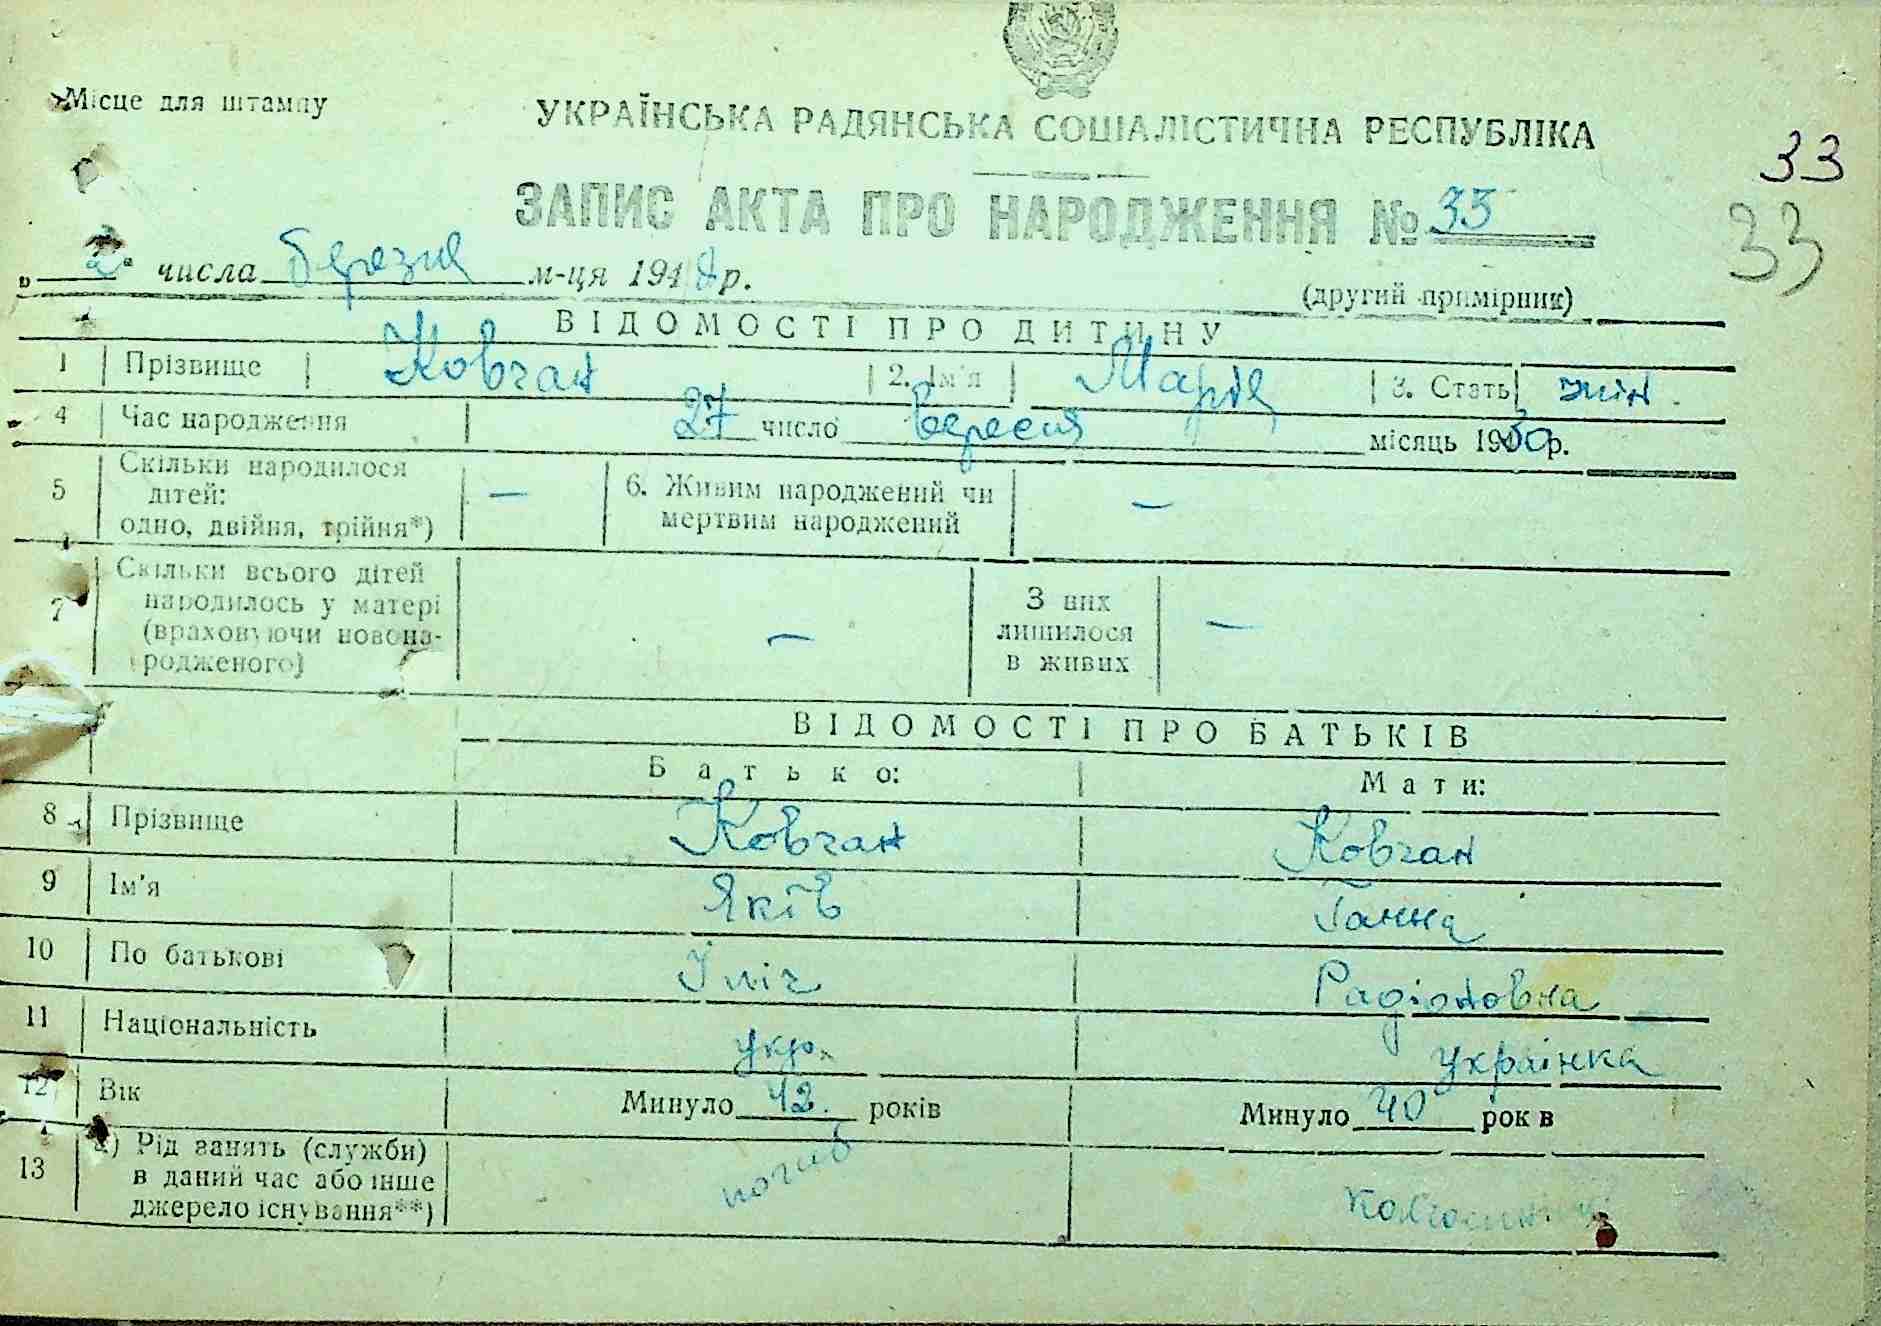 Місце для штампу
УКРАЇНСЬКА РАДЯНСЬКА СОЦІАЛІСТИЧНА РЕСПУБЛІКА
33
ЗАПИС АКТА ПРО НАРОДЖЕННЯ № 33
33
„ 2 " числа березня м-ця 1948 р.
(другий примірник)
ВІДОМОСТІ ПРО ДИТИНУ
1 Прізвище Ковган 2. Ім'я Марія 3. Стать жін.
4 Час народження 27 число вересня місяць 1930 р.
5 Скільки народилося дітей: одно, двійня, трійня*) — 6. Живим народжений чи мертвим народжений —
7 Скільки всього дітей народилось у матері (враховуючи новонародженого) — З них лишилося в живих —
ВІДОМОСТІ ПРО БАТЬКІВ
Батько: Мати:
8 Прізвище Ковган Ковган
9 Ім'я Яків Ганна
10 По батькові Іліч Радіоновна
11 Національність укр. українка
12 Вік Минуло 42 років Минуло 40 рок в
13 а) Рід занять (служби) в даний час або інше джерело існування**) погиб